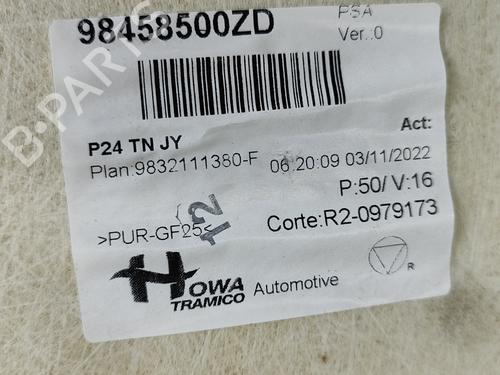 98458500ZD
PSA
Ver.:0
P24 TN JY
Act:
Plan:9832111380-F
06:20:09 03/11/2022
P:50/ V:16
>PUR-GF25<
12
Corte:R2-0979173
HOWA
TRAMICO
Automotive
R
B-PARTS